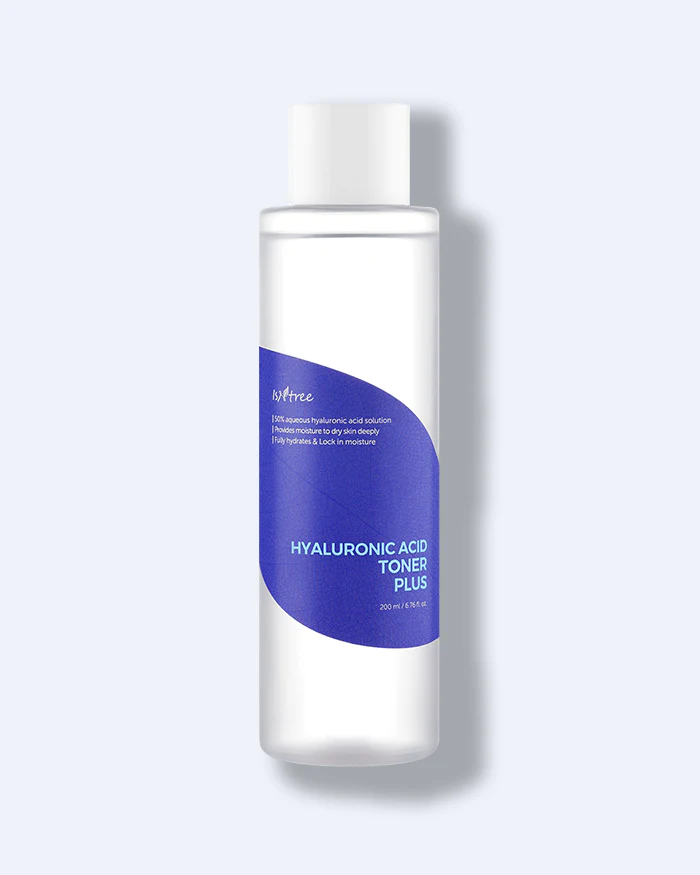 IsNtree
50% aqueous hyaluronic acid solution
Provides moisture to dry skin deeply
Fully hydrates & Lock in moisture
HYALURONIC ACID
TONER
PLUS
200 ml / 6.76 fl. oz.